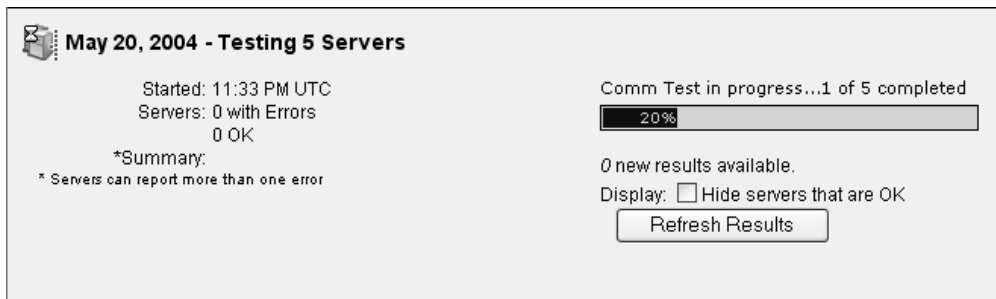 May 20, 2004 - Testing 5 Servers
Started: 11:33 PM UTC
Servers: 0 with Errors
0 OK
*Summary:
* Servers can report more than one error
Comm Test in progress...1 of 5 completed
20%
0 new results available.
Display: Hide servers that are OK
Refresh Results